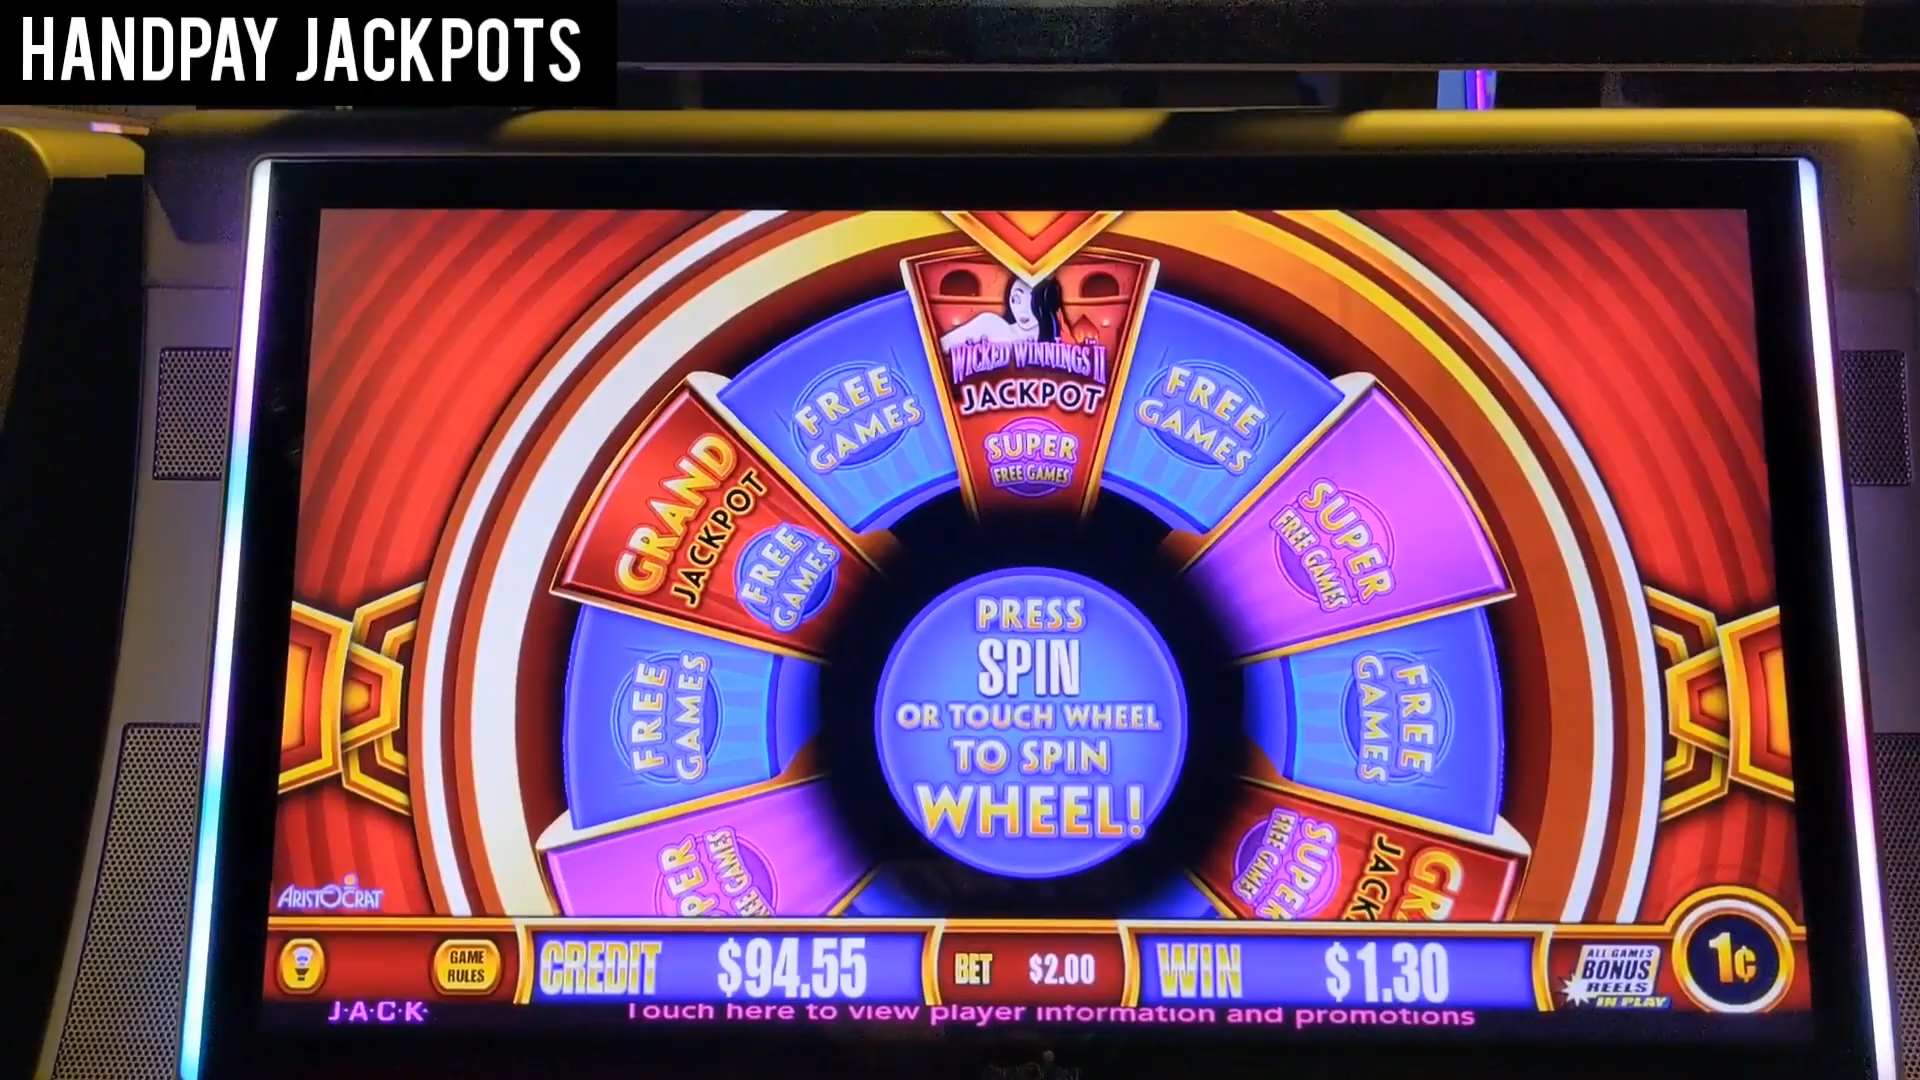 HANDPAY JACKPOTS
WICKED WINNINGS II
JACKPOT
SUPER
FREE GAMES
FREE
GAMES
FREE
GAMES
GRAND
JACKPOT
FREE
GAMES
SUPER
FREE GAMES
FREE
GAMES
FREE
GAMES
PRESS
SPIN
OR TOUCH WHEEL
TO SPIN
WHEEL!
SUPER
FREE GAMES
ARISTOCRAT
GAME
RULES
CREDIT $94.55
BET $2.00
WIN $1.30
ALL GAMES
BONUS
REELS
IN PLAY
1¢
J·A·C·K·
Touch here to view player information and promotions